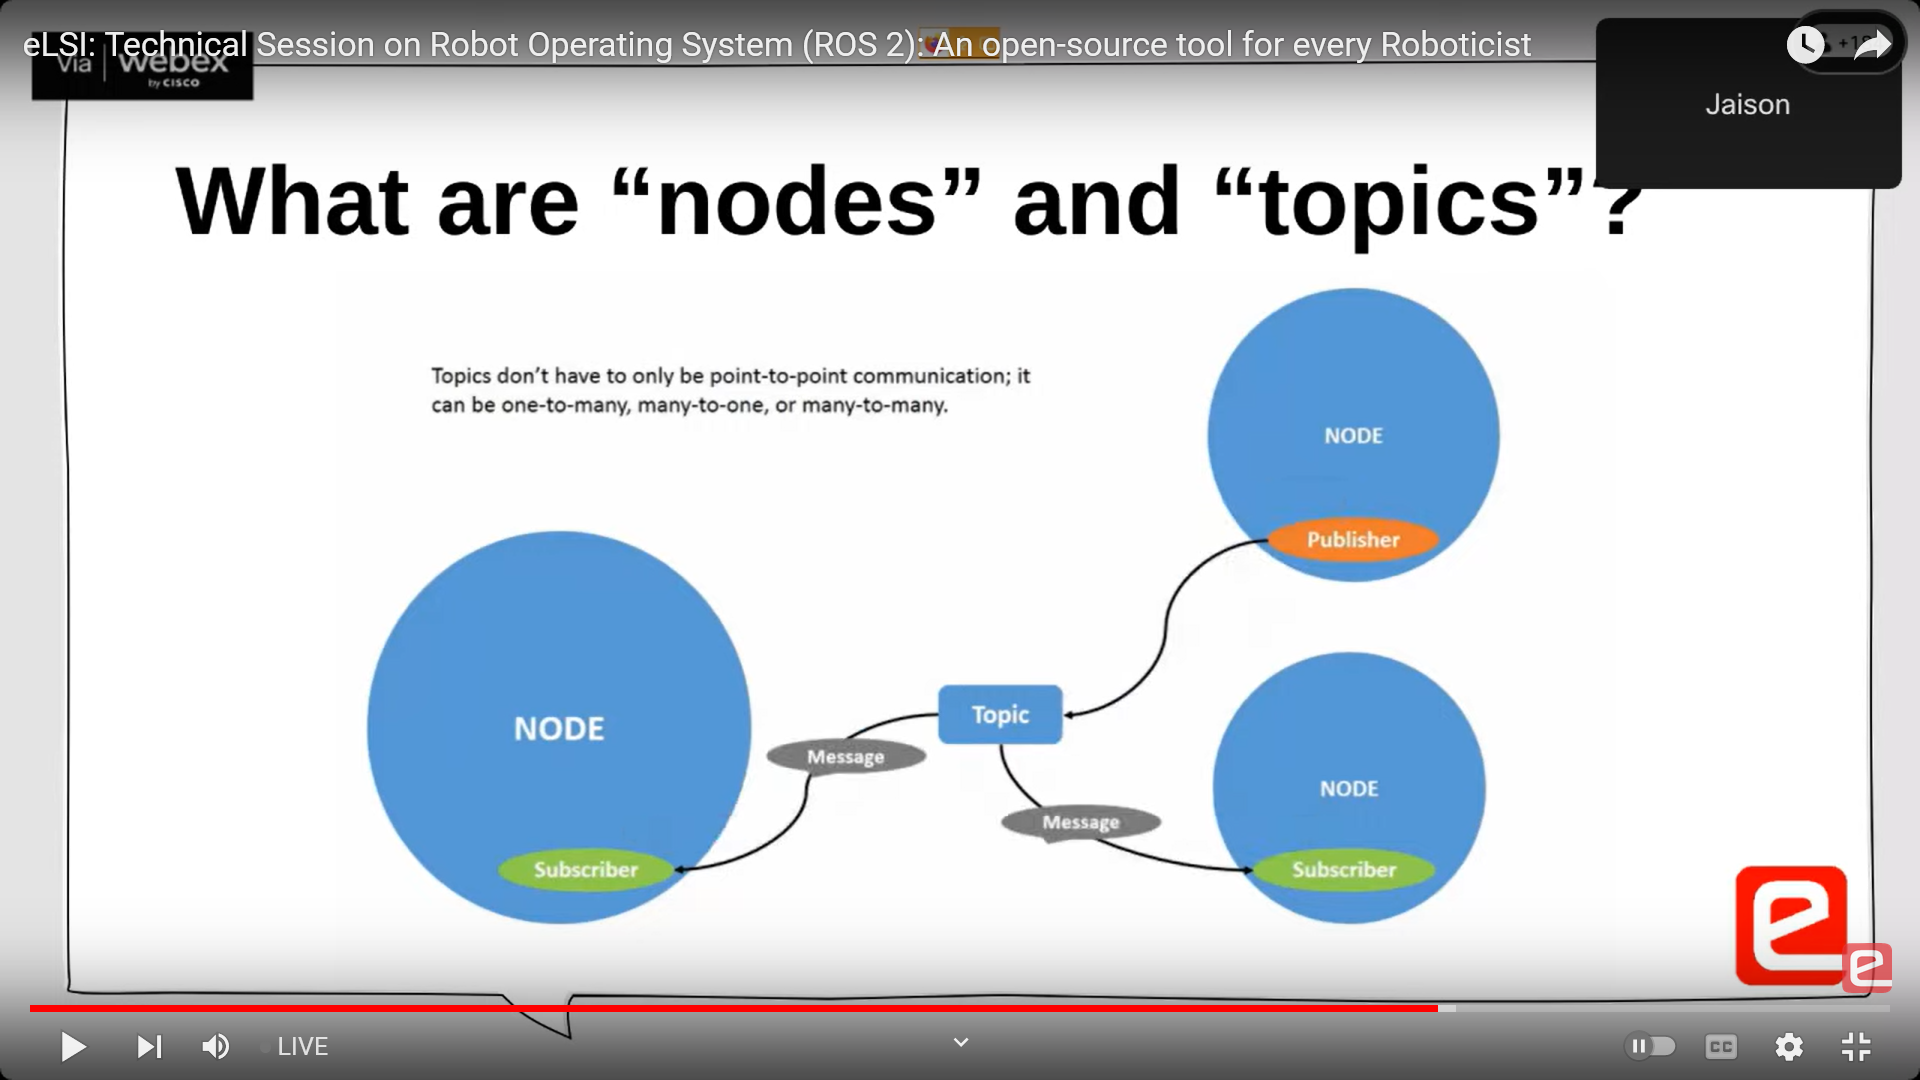 eLSI: Technical Session on Robot Operating System (ROS 2): An open-source tool for every Roboticist
Via webex
by CISCO
Jaison
What are “nodes” and “topics”?
Topics don’t have to only be point-to-point communication; it
can be one-to-many, many-to-one, or many-to-many.
NODE
Publisher
Topic
NODE
Message
NODE
Message
Subscriber
Subscriber
LIVE
CC